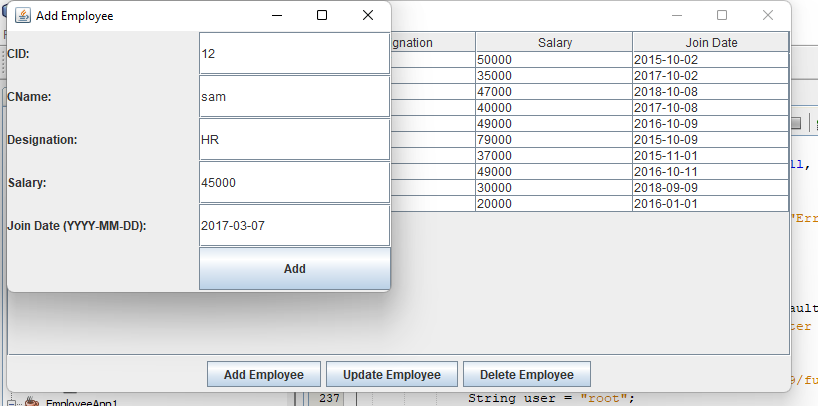 Add Employee
CID: 12
CName: sam
Designation: HR
Salary: 45000
Join Date (YYYY-MM-DD): 2017-03-07
Add
gnation Salary Join Date
50000 2015-10-02
35000 2017-10-02
47000 2018-10-08
40000 2017-10-08
49000 2016-10-09
79000 2015-10-09
37000 2015-11-01
49000 2016-10-11
30000 2018-09-09
20000 2016-01-01
Add Employee Update Employee Delete Employee
ll,
"Err
ault
ter
9/fu
EmployeeApp1
237 String user = "root";